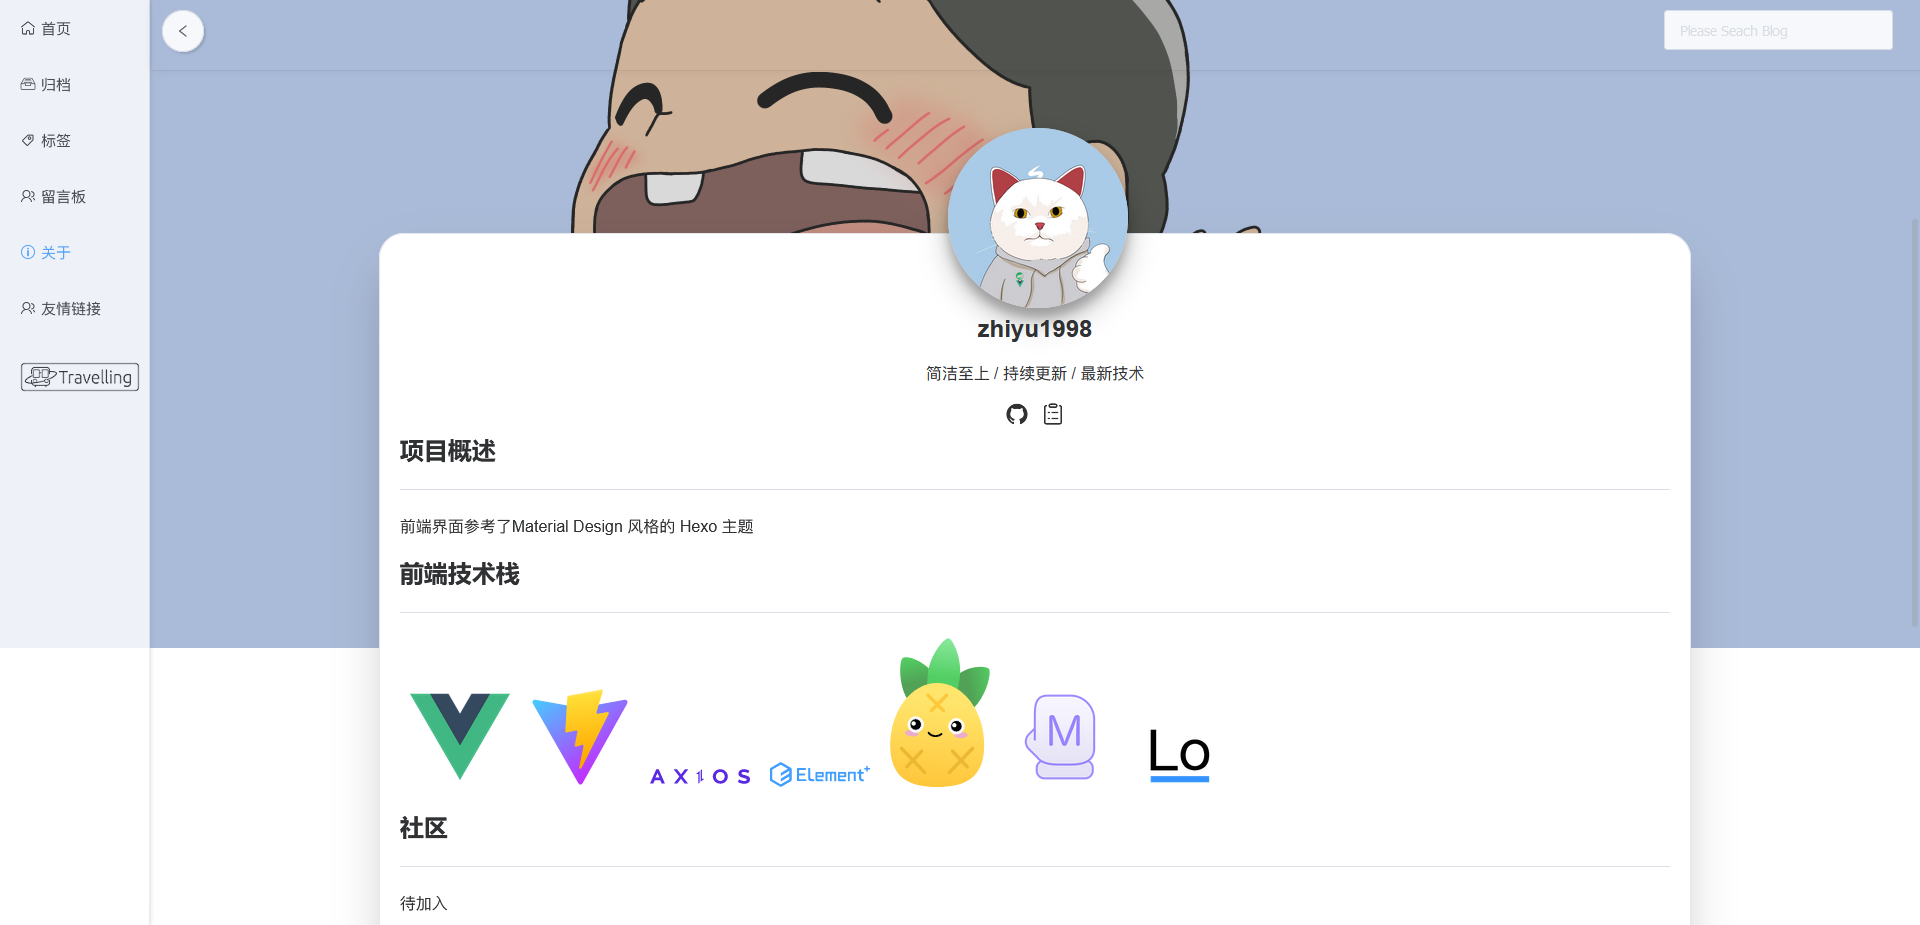 首页
归档
标签
留言板
关于
友情链接
Travelling
Please Seach Blog
zhiyu1998
简洁至上 / 持续更新 / 最新技术
项目概述
前端界面参考了Material Design 风格的 Hexo 主题
前端技术栈
AXIOS
ELement+
M
Lo
社区
待加入